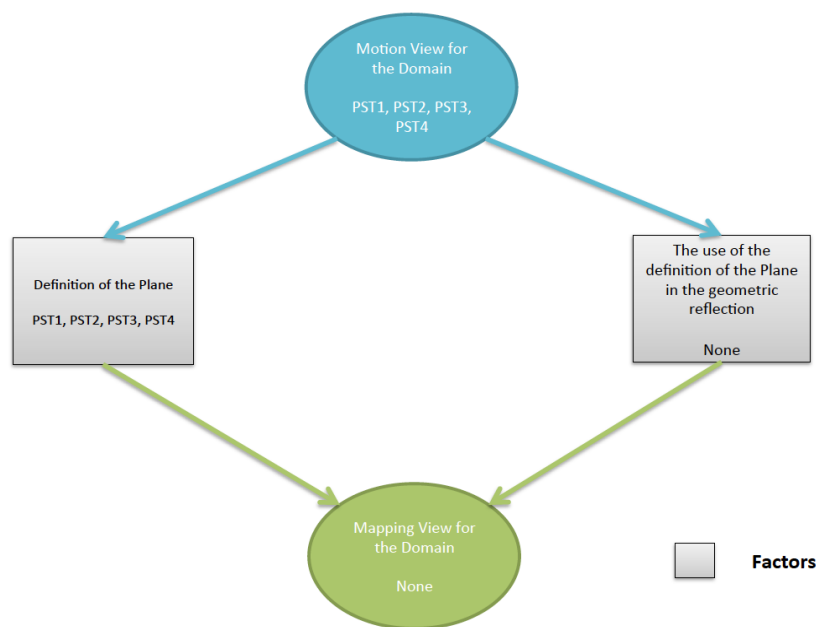 Motion View for
the Domain
PST1, PST2, PST3,
PST4
Definition of the Plane
PST1, PST2, PST3, PST4
The use of the
definition of the Plane
in the geometric
reflection
None
Mapping View for
the Domain
None
Factors